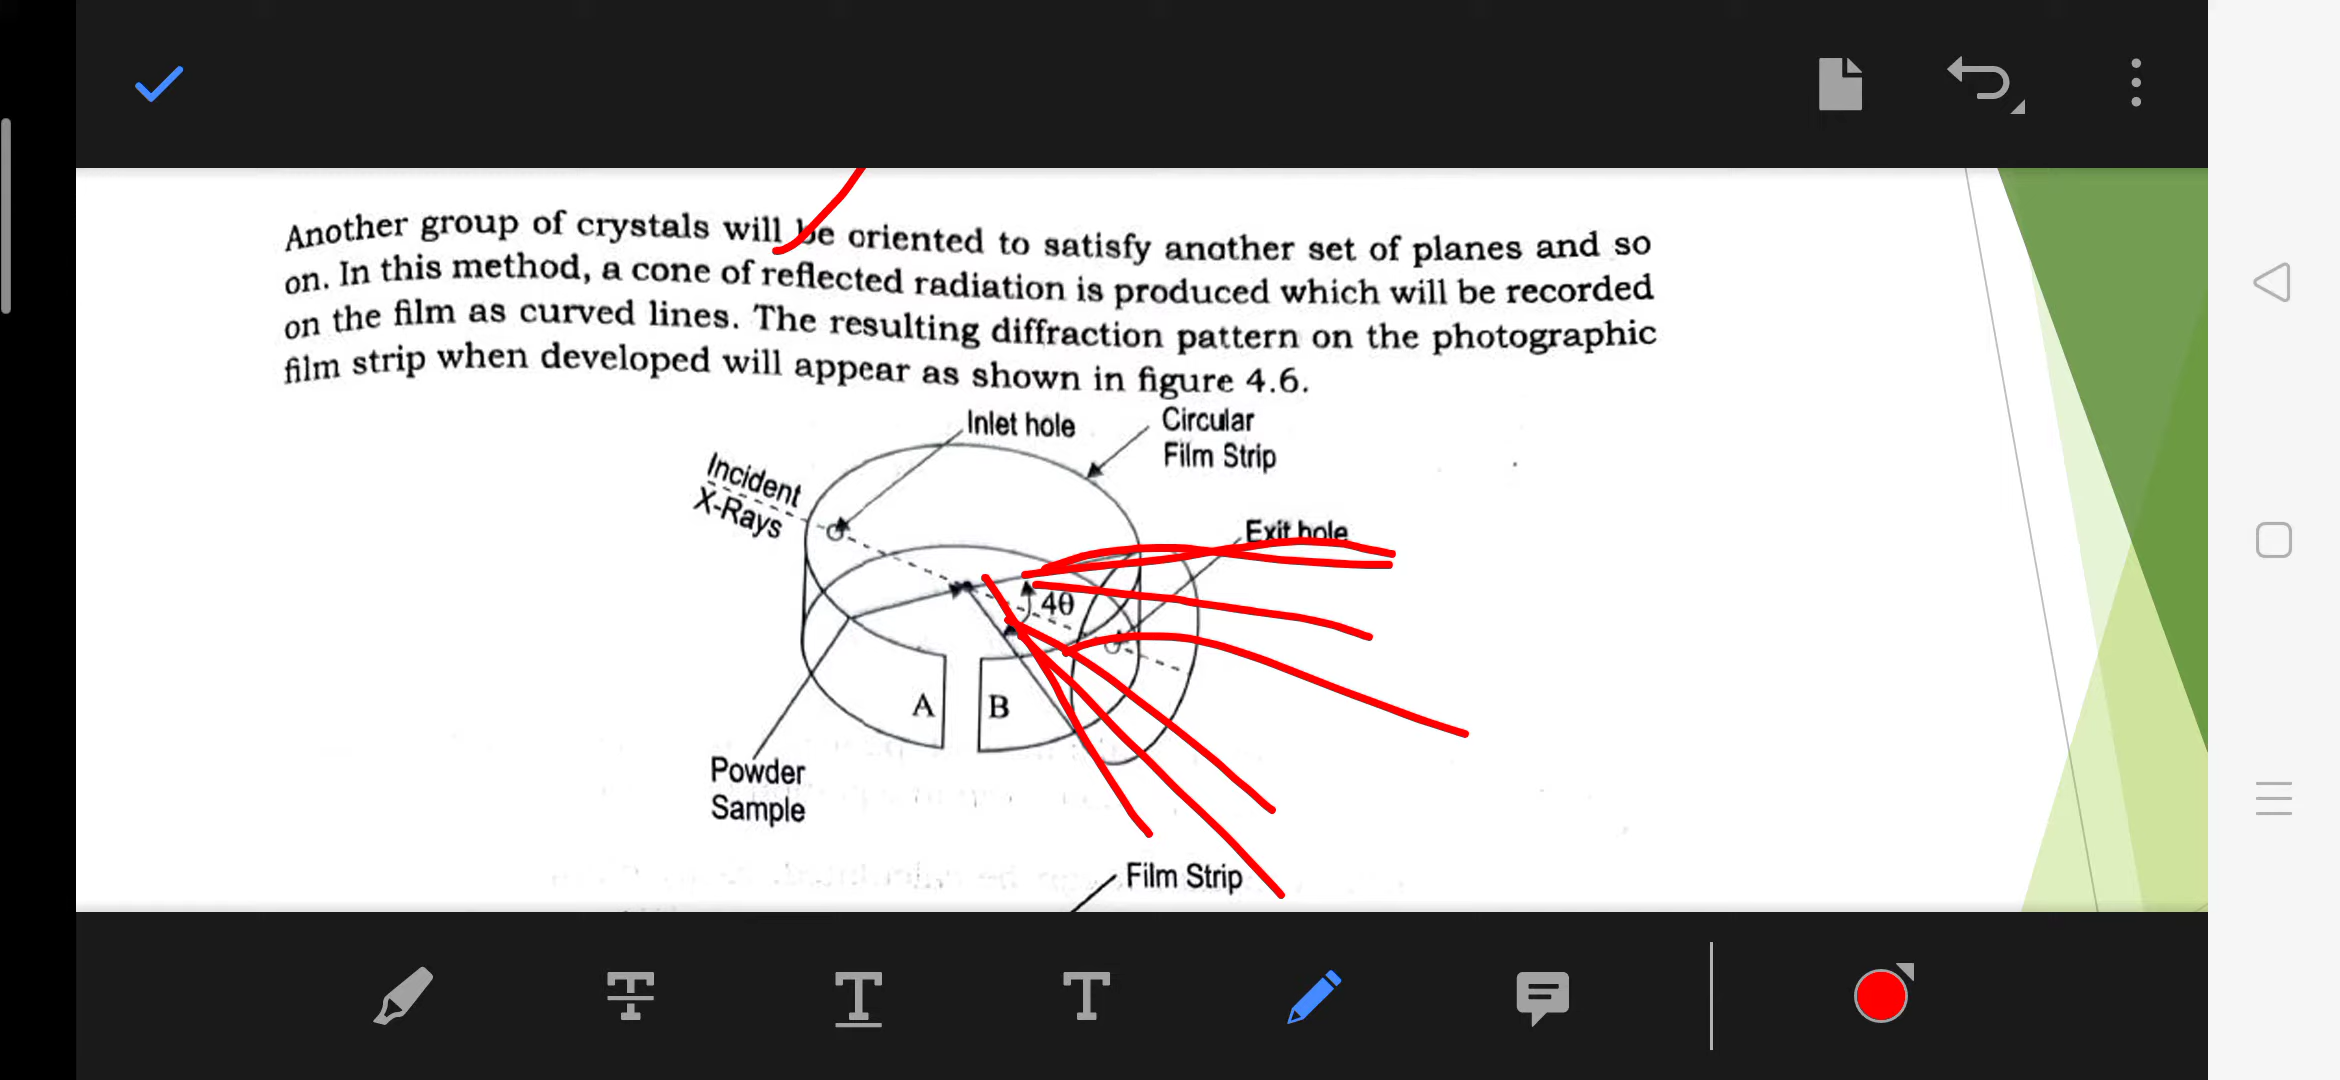 Another group of crystals will be oriented to satisfy another set of planes and so
on. In this method, a cone of reflected radiation is produced which will be recorded
on the film as curved lines. The resulting diffraction pattern on the photographic
film strip when developed will appear as shown in figure 4.6.
Inlet hole
Circular
Film Strip
Incident
X-Rays
Exit hole
4θ
A
B
Powder
Sample
Film Strip